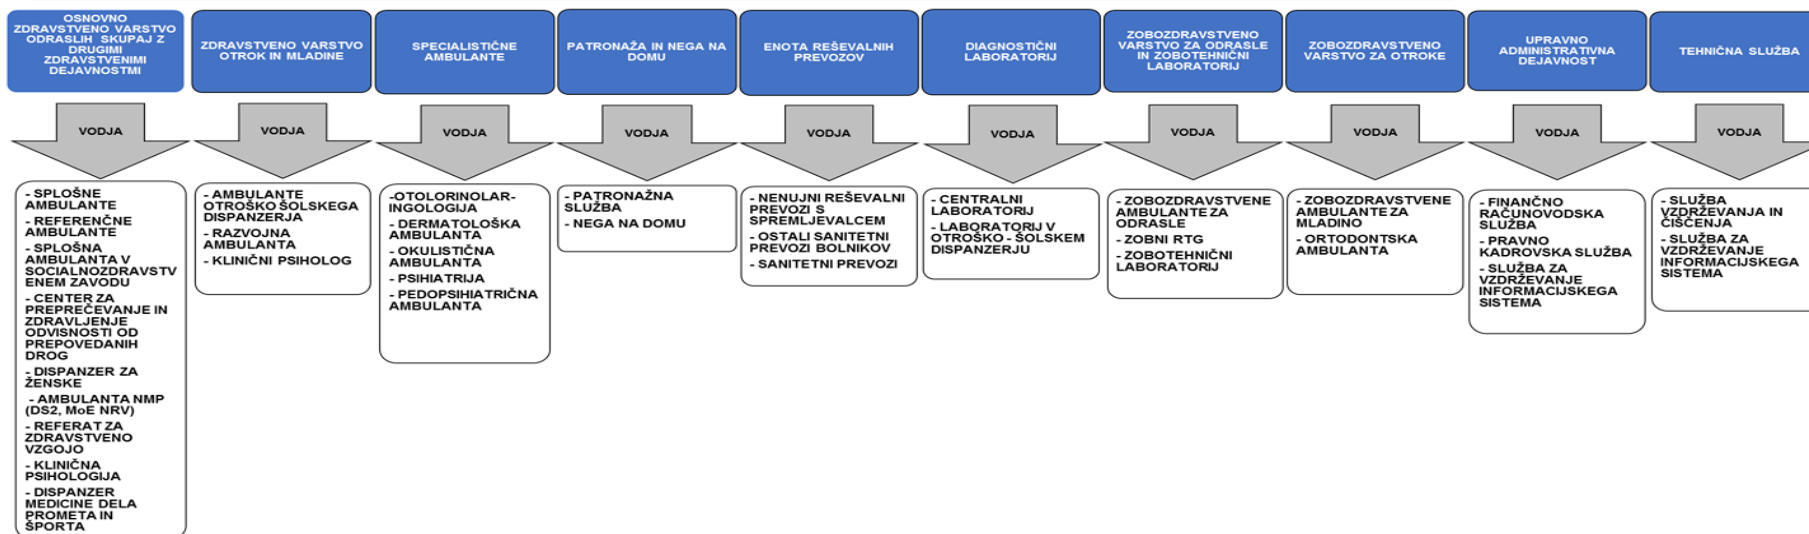 OSNOVNO
ZDRAVSTVENO VARSTVO
ODRASLIH SKUPAJ Z
DRUGIMI
ZDRAVSTVENIMI
DEJAVNOSTMI
ZDRAVSTVENO VARSTVO
OTROK IN MLADINE
SPECIALISTIČNE
AMBULANTE
PATRONAŽA IN NEGA NA
DOMU
ENOTA REŠEVALNIH
PREVOZOV
DIAGNOSTIČNI
LABORATORIJ
ZOBOZDRAVSTVENO
VARSTVO ZA ODRASLE
IN ZOBOTEHNIČNI
LABORATORIJ
ZOBOZDRAVSTVENO
VARSTVO ZA OTROKE
UPRAVNO
ADMINISTRATIVNA
DEJAVNOST
TEHNIČNA SLUŽBA
VODJA
VODJA
VODJA
VODJA
VODJA
VODJA
VODJA
VODJA
VODJA
VODJA
- SPLOŠNE
AMBULANTE
- REFERENČNE
AMBULANTE
- SPLOŠNA
AMBULANTA V
SOCIALNOZDRAVSTV
ENEM ZAVODU
- CENTER ZA
PREPREČEVANJE IN
ZDRAVLJENJE
ODVISNOSTI OD
PREPOVEDANIH
DROG
- DISPANZER ZA
ŽENSKE
- AMBULANTA NMP
(DS2, MoE NRV)
- REFERAT ZA
ZDRAVSTVENO
VZGOJO
- KLINIČNA
PSIHOLOGIJA
- DISPANZER
MEDICINE DELA
PROMETA IN
ŠPORTA
- AMBULANTE
OTROŠKO ŠOLSKEGA
DISPANZERJA
- RAZVOJNA
AMBULANTA
- KLINIČNI PSIHOLOG
-OTOLORINOLAR-
INGOLOGIJA
- DERMATOLOŠKA
AMBULANTA
- OKULISTIČNA
AMBULANTA
- PSIHIATRIJA
- PEDOPSIHIATRIČNA
AMBULANTA
- PATRONAŽNA
SLUŽBA
- NEGA NA DOMU
- NENUJNI REŠEVALNI
PREVOZI S
SPREMLJEVALCEM
- OSTALI SANITETNI
PREVOZI BOLNIKOV
- SANITETNI PREVOZI
- CENTRALNI
LABORATORIJ
- LABORATORIJ V
OTROŠKO - ŠOLSKEM
DISPANZERJU
- ZOBOZDRAVSTVENE
AMBULANTE ZA
ODRASLE
- ZOBNI RTG
- ZOBOTEHNIČNI
LABORATORIJ
- ZOBOZDRAVSTVENE
AMBULANTE ZA
MLADINO
- ORTODONTSKA
AMBULANTA
- FINANČNO
RAČUNOVODSKA
SLUŽBA
- PRAVNO
KADROVSKA SLUŽBA
- SLUŽBA ZA
VZDRŽEVANJE
INFORMACIJSKEGA
SISTEMA
- SLUŽBA
VZDRŽEVANJA IN
ČIŠČENJA
- SLUŽBA ZA
VZDRŽEVANJE
INFORMACIJSKEGA
SISTEMA